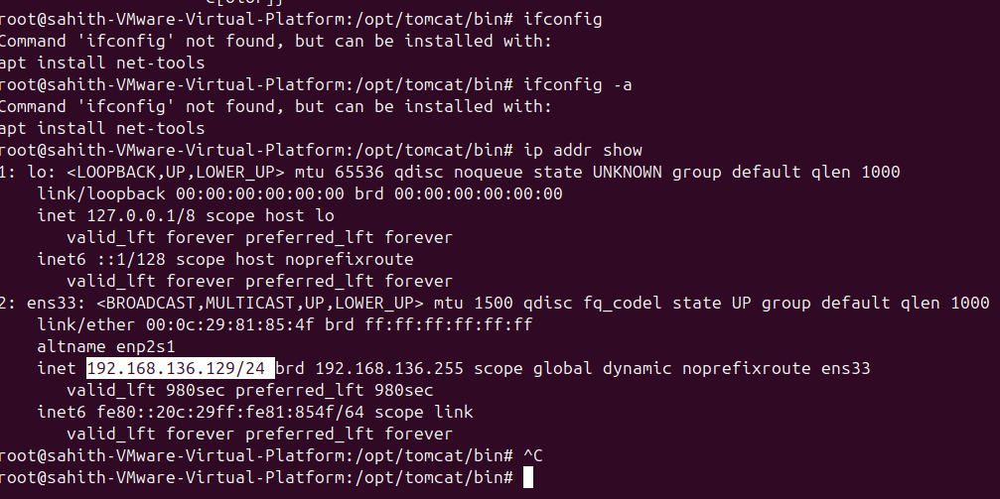 C[olor]}
root@sahith-VMware-Virtual-Platform:/opt/tomcat/bin# ifconfig
Command 'ifconfig' not found, but can be installed with:
apt install net-tools
root@sahith-VMware-Virtual-Platform:/opt/tomcat/bin# ifconfig -a
Command 'ifconfig' not found, but can be installed with:
apt install net-tools
root@sahith-VMware-Virtual-Platform:/opt/tomcat/bin# ip addr show
1: lo: <LOOPBACK,UP,LOWER_UP> mtu 65536 qdisc noqueue state UNKNOWN group default qlen 1000
    link/loopback 00:00:00:00:00:00 brd 00:00:00:00:00:00
    inet 127.0.0.1/8 scope host lo
       valid_lft forever preferred_lft forever
    inet6 ::1/128 scope host noprefixroute
       valid_lft forever preferred_lft forever
2: ens33: <BROADCAST,MULTICAST,UP,LOWER_UP> mtu 1500 qdisc fq_codel state UP group default qlen 1000
    link/ether 00:0c:29:81:85:4f brd ff:ff:ff:ff:ff:ff
    altname enp2s1
    inet 192.168.136.129/24 brd 192.168.136.255 scope global dynamic noprefixroute ens33
       valid_lft 980sec preferred_lft 980sec
    inet6 fe80::20c:29ff:fe81:854f/64 scope link
       valid_lft forever preferred_lft forever
root@sahith-VMware-Virtual-Platform:/opt/tomcat/bin# ^C
root@sahith-VMware-Virtual-Platform:/opt/tomcat/bin#